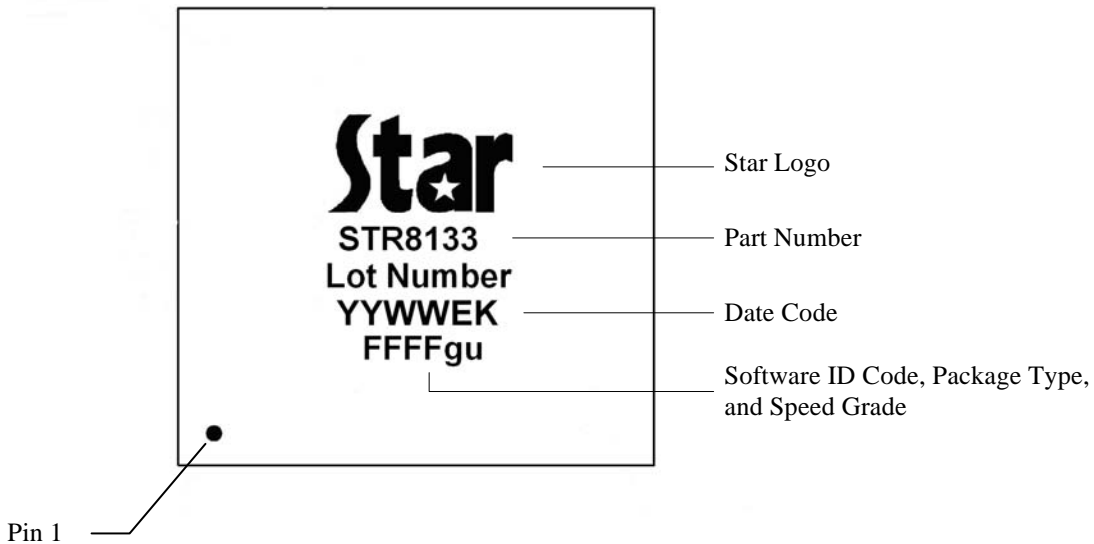 Star
STR8133
Lot Number
YYWWEK
FFFFgu
Star Logo
Part Number
Date Code
Software ID Code, Package Type,
and Speed Grade
Pin 1